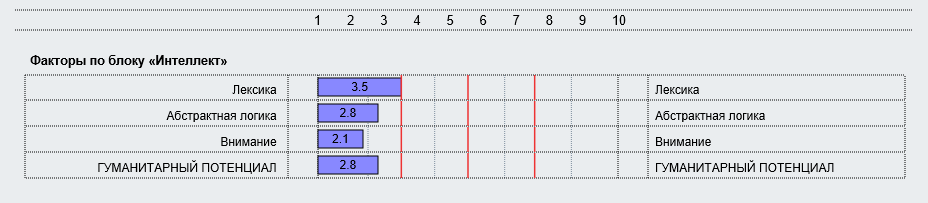 1 2 3 4 5 6 7 8 9 10
Факторы по блоку «Интеллект»
Лексика 3.5 Лексика
Абстрактная логика 2.8 Абстрактная логика
Внимание 2.1 Внимание
ГУМАНИТАРНЫЙ ПОТЕНЦИАЛ 2.8 ГУМАНИТАРНЫЙ ПОТЕНЦИАЛ